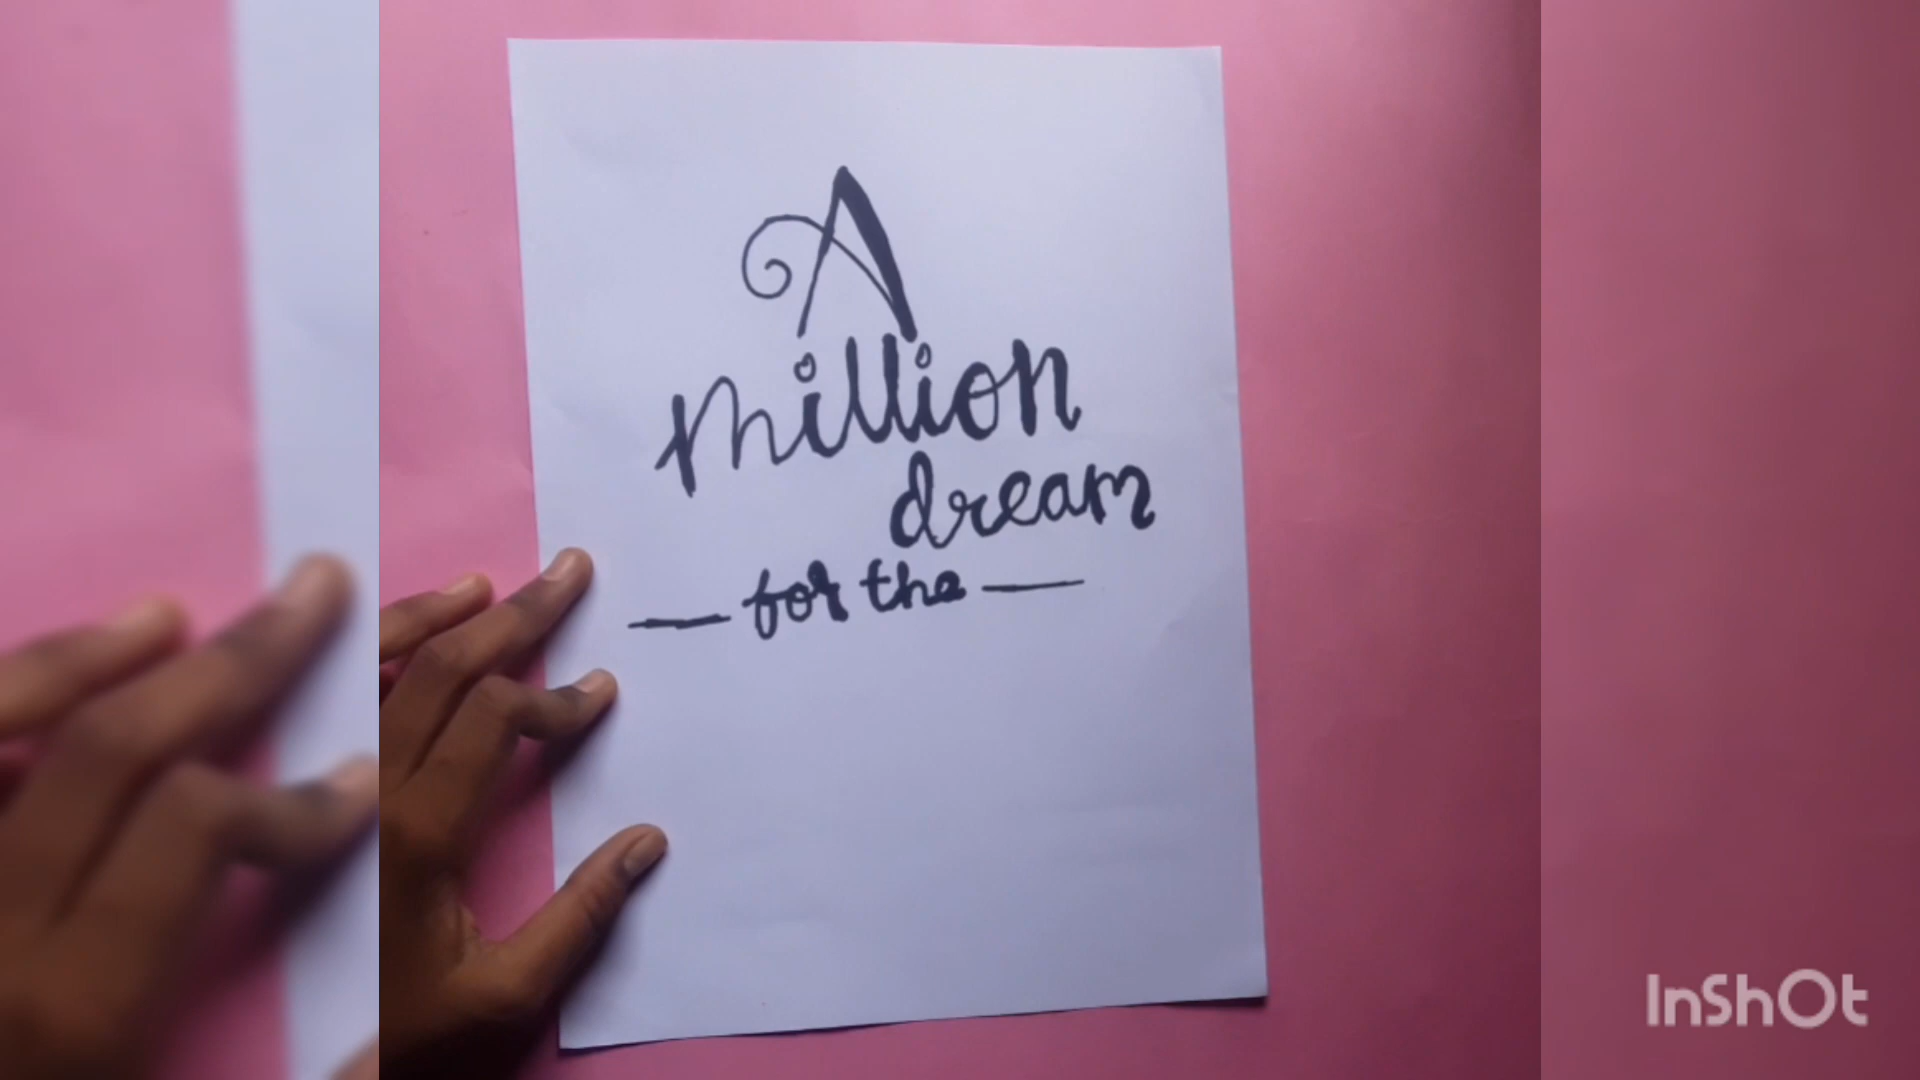 A
million
dream
— for the —
InShOt